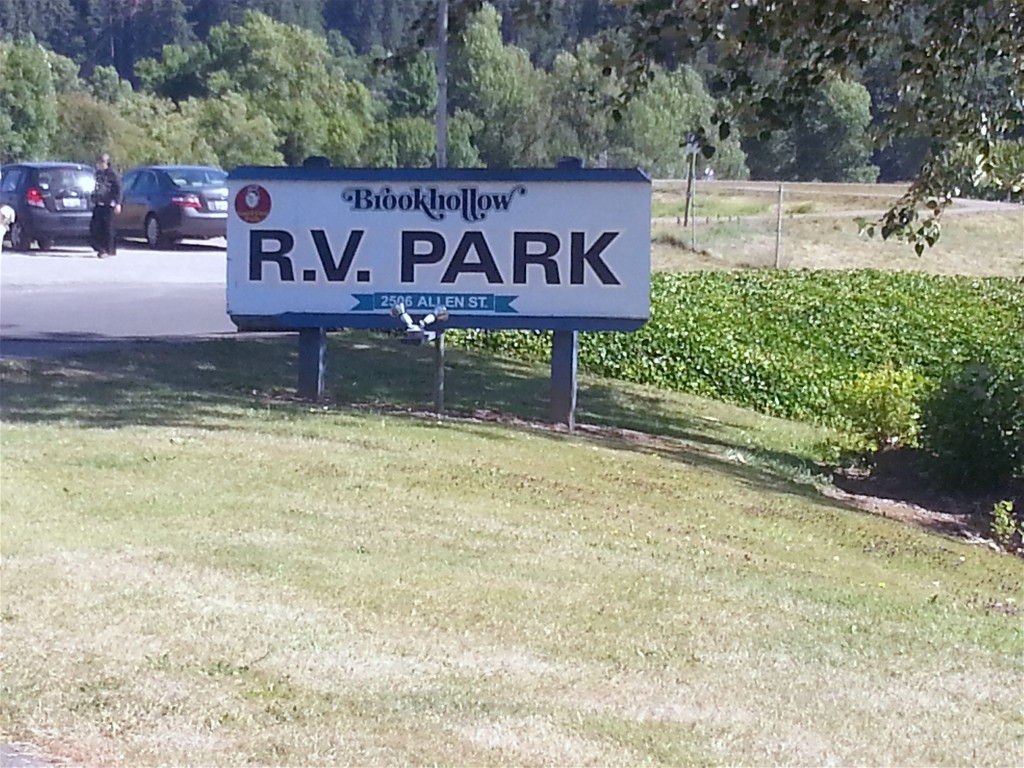 Brookhollow
R.V. PARK
2506 ALLEN ST.